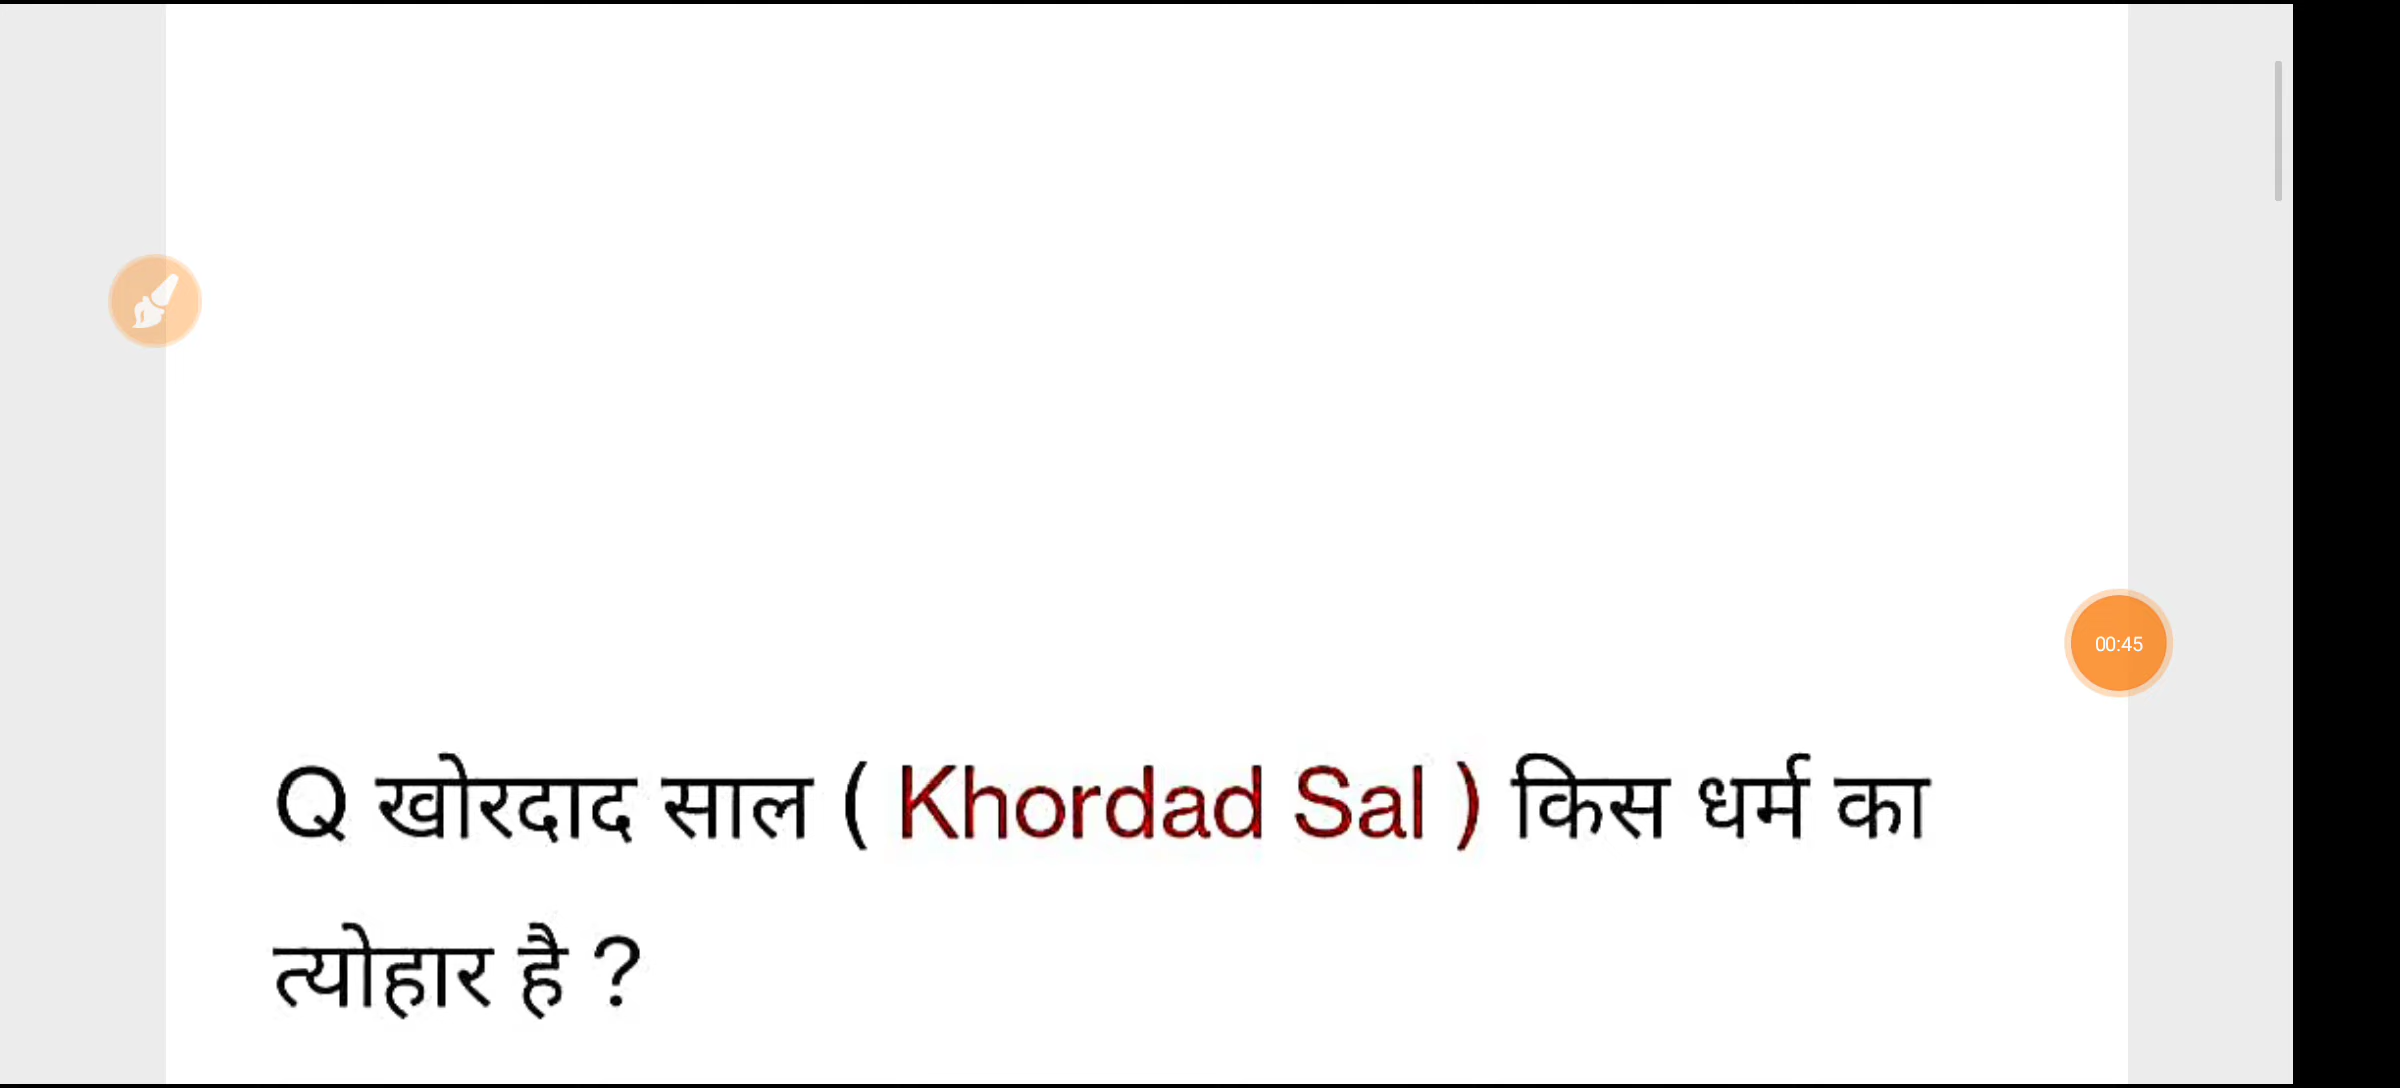 00:45
Q खोरदाद साल ( Khordad Sal ) किस धर्म का
त्योहार है ?